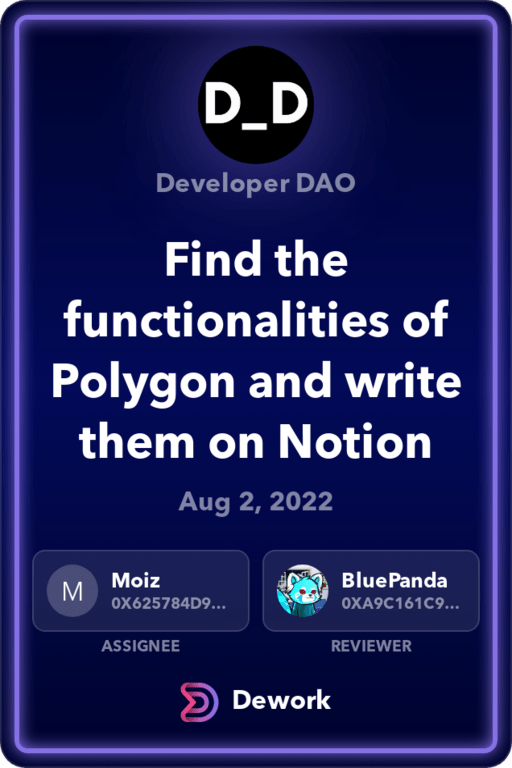 D_D
Developer DAO
Find the
functionalities of
Polygon and write
them on Notion
Aug 2, 2022
M
Moiz
0X625784D9...
ASSIGNEE
BluePanda
0XA9C161C9...
REVIEWER
Dework